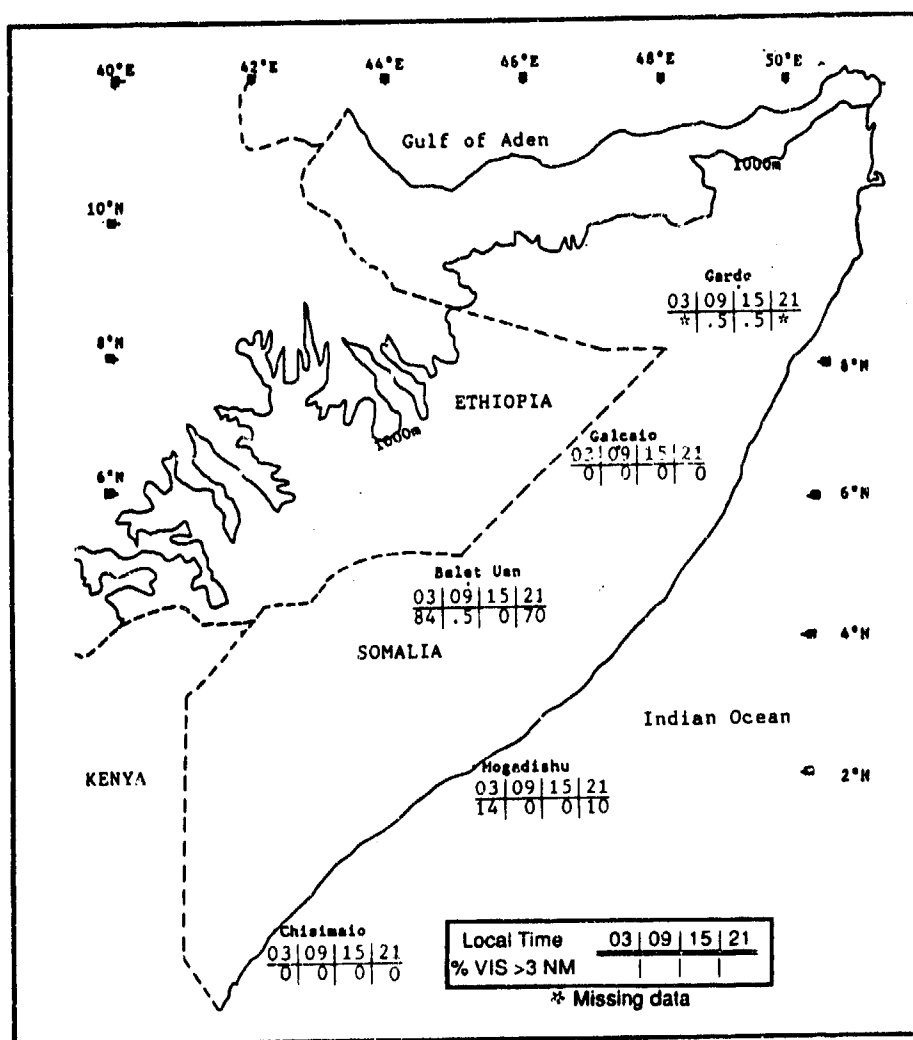 40°E 42°E 44°E 46°E 48°E 50°E
Gulf of Aden
1000m
10°N
Gardo
03 | 09 | 15 | 21
* | .5 | .5 | *
8°N 8°N
ETHIOPIA
1000m
Galcaio
03 | 09 | 15 | 21
0 | 0 | 0 | 0
6°N 6°N
Belet Uen
03 | 09 | 15 | 21
84 | .5 | 0 | 70
4°N
SOMALIA
Indian Ocean
Mogadishu
KENYA 2°N
03 | 09 | 15 | 21
14 | 0 | 0 | 10
Chisimaio
03 | 09 | 15 | 21
0 | 0 | 0 | 0
Local Time 03 | 09 | 15 | 21
% VIS >3 NM
* Missing data